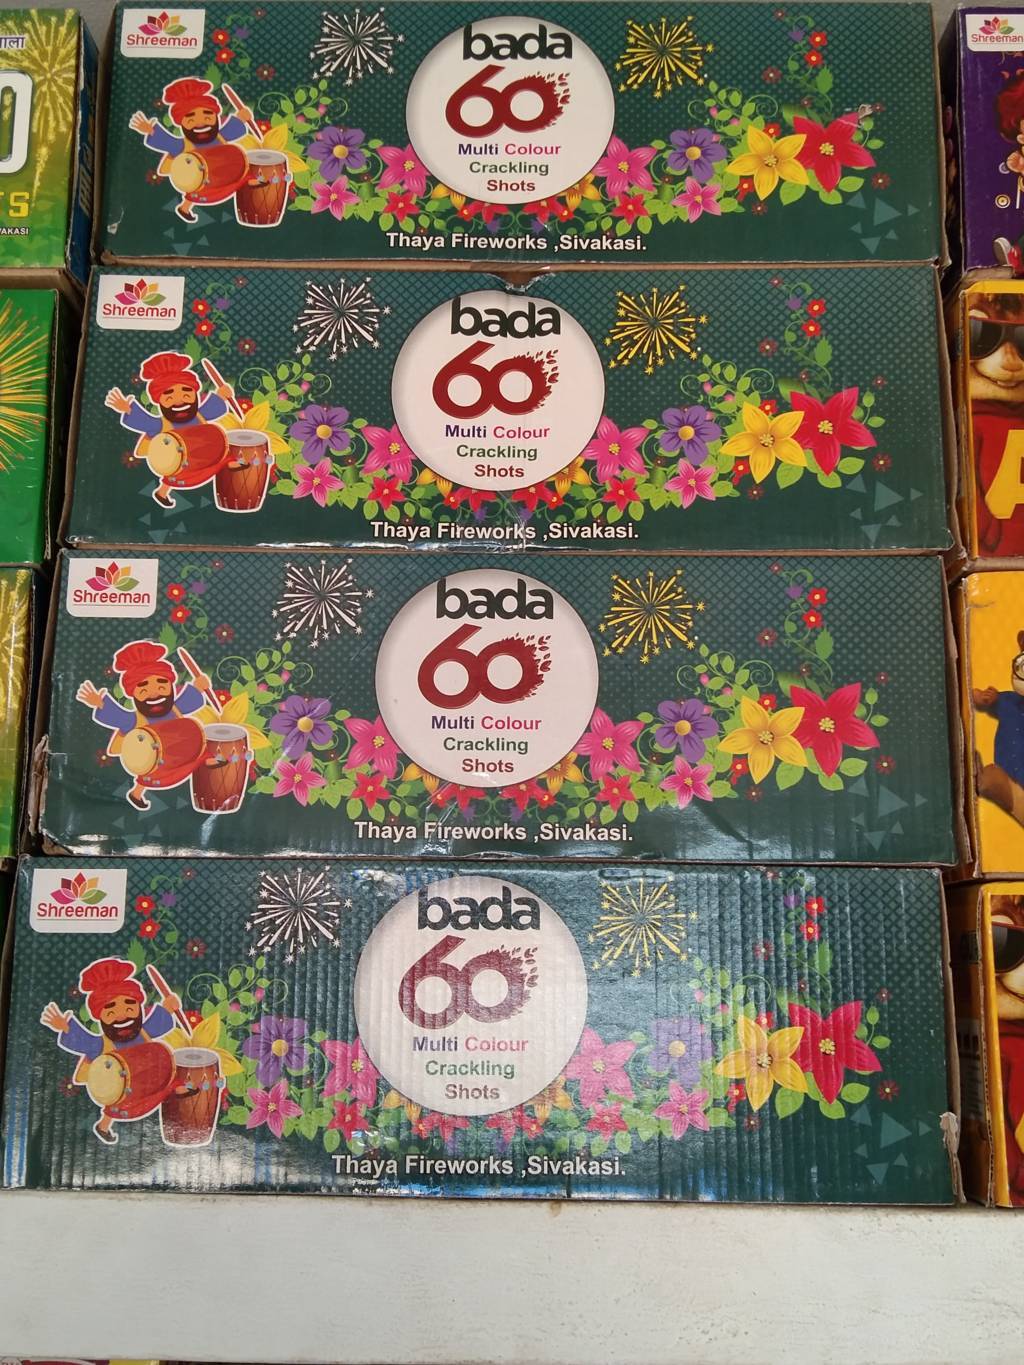 Shreeman
bada
60
Multi Colour
Crackling
Shots
Thaya Fireworks ,Sivakasi.
Shreeman
bada
60
Multi Colour
Crackling
Shots
Thaya Fireworks ,Sivakasi.
Shreeman
bada
60
Multi Colour
Crackling
Shots
Thaya Fireworks ,Sivakasi.
Shreeman
bada
60
Multi Colour
Crackling
Shots
Thaya Fireworks ,Sivakasi.
Shreeman